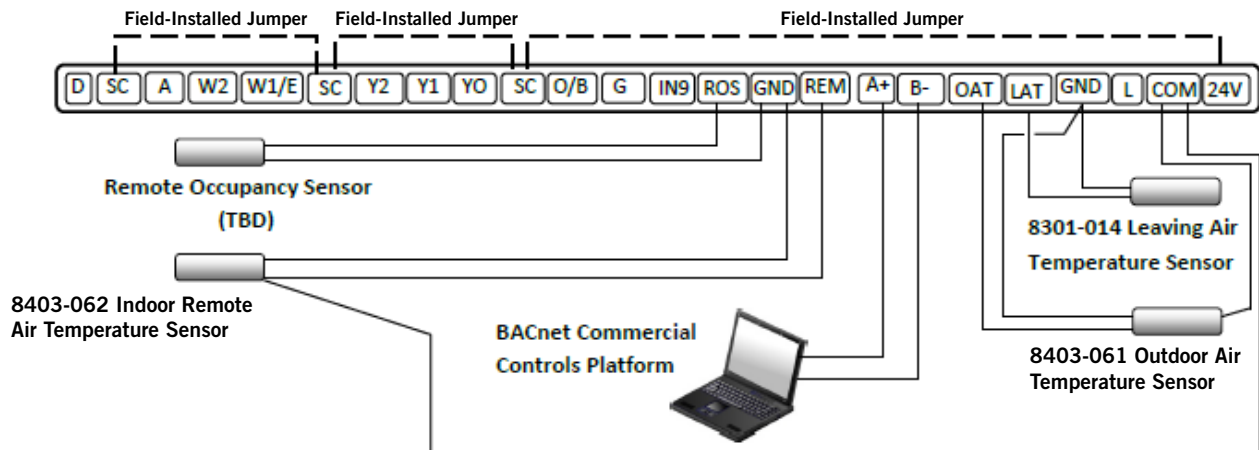 Field-Installed Jumper Field-Installed Jumper Field-Installed Jumper
D SC A W2 W1/E SC Y2 Y1 YO SC O/B G IN9 ROS GND REM A+ B- OAT LAT GND L COM 24V
Remote Occupancy Sensor
(TBD)
8301-014 Leaving Air
Temperature Sensor
8403-062 Indoor Remote
Air Temperature Sensor
BACnet Commercial
Controls Platform
8403-061 Outdoor Air
Temperature Sensor